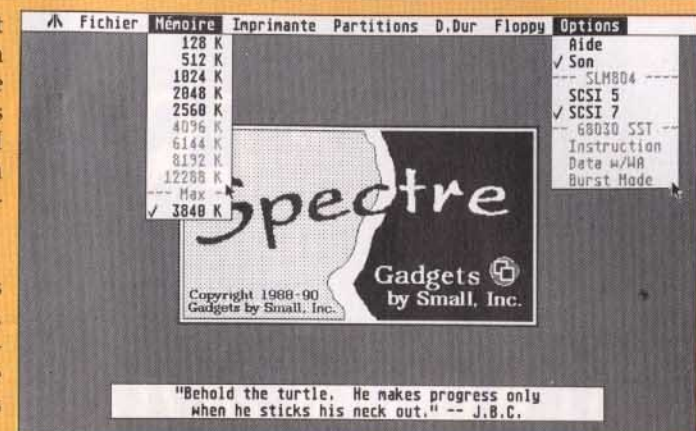 Fichier Mémoire Imprimante Partitions D.Dur Floppy Options
128 K
512 K
1024 K
2048 K
2560 K
4096 K
6144 K
8192 K
12288 K
--- Max -
✓ 3840 K
Aide
✓ Son
--- SLM804 ----
SCSI 5
✓ SCSI 7
-- 68030 SST ---
Instruction
Data w/WA
Burst Mode
Spectre
Gadgets
by Small, Inc.
Copyright 1988-90
Gadgets by Small, Inc.
"Behold the turtle. He makes progress only
when he sticks his neck out." -- J.B.C.